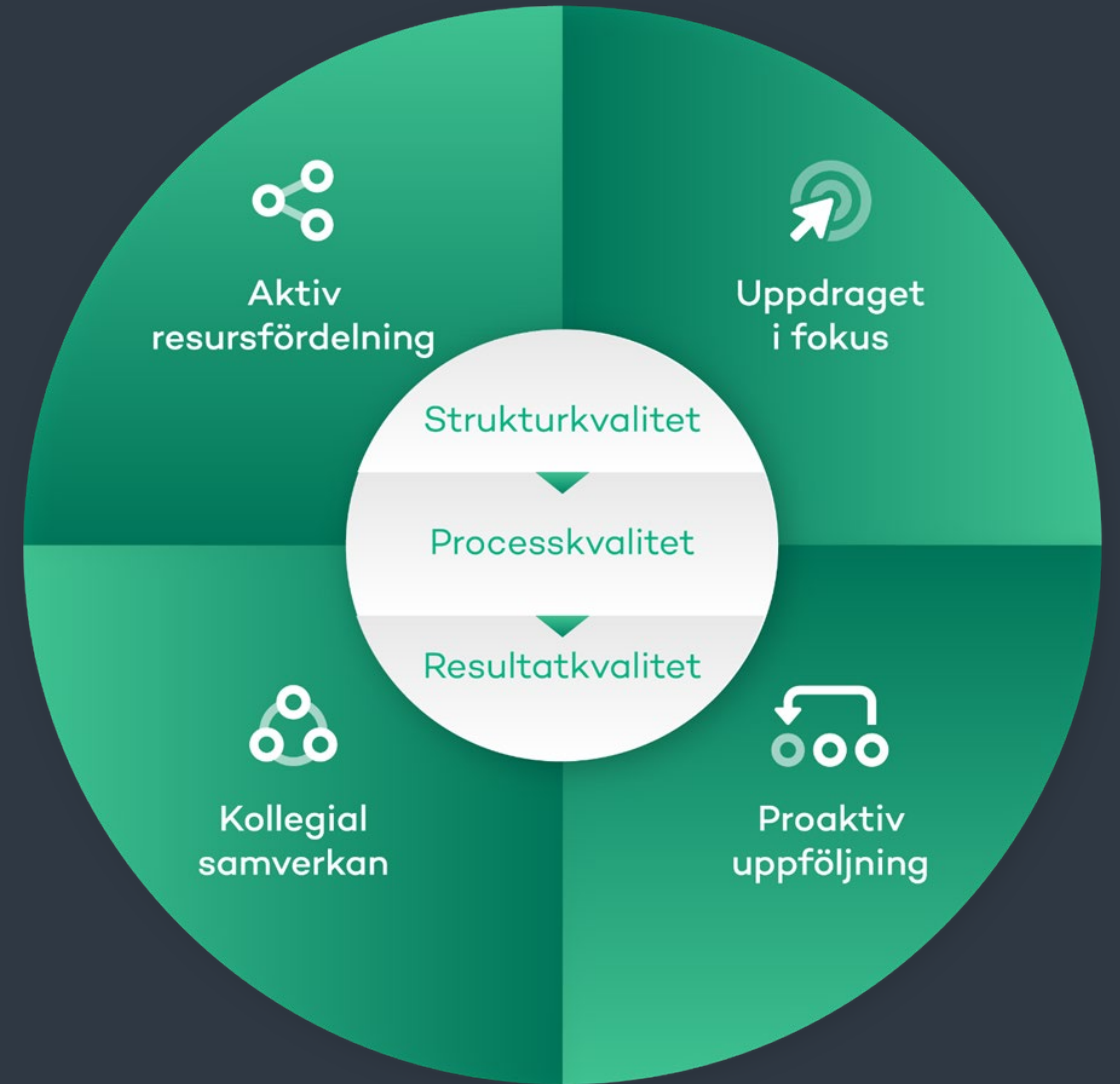 Aktiv
resursfördelning
Uppdraget
i fokus
Strukturkvalitet
Processkvalitet
Resultatkvalitet
Kollegial
samverkan
Proaktiv
uppföljning